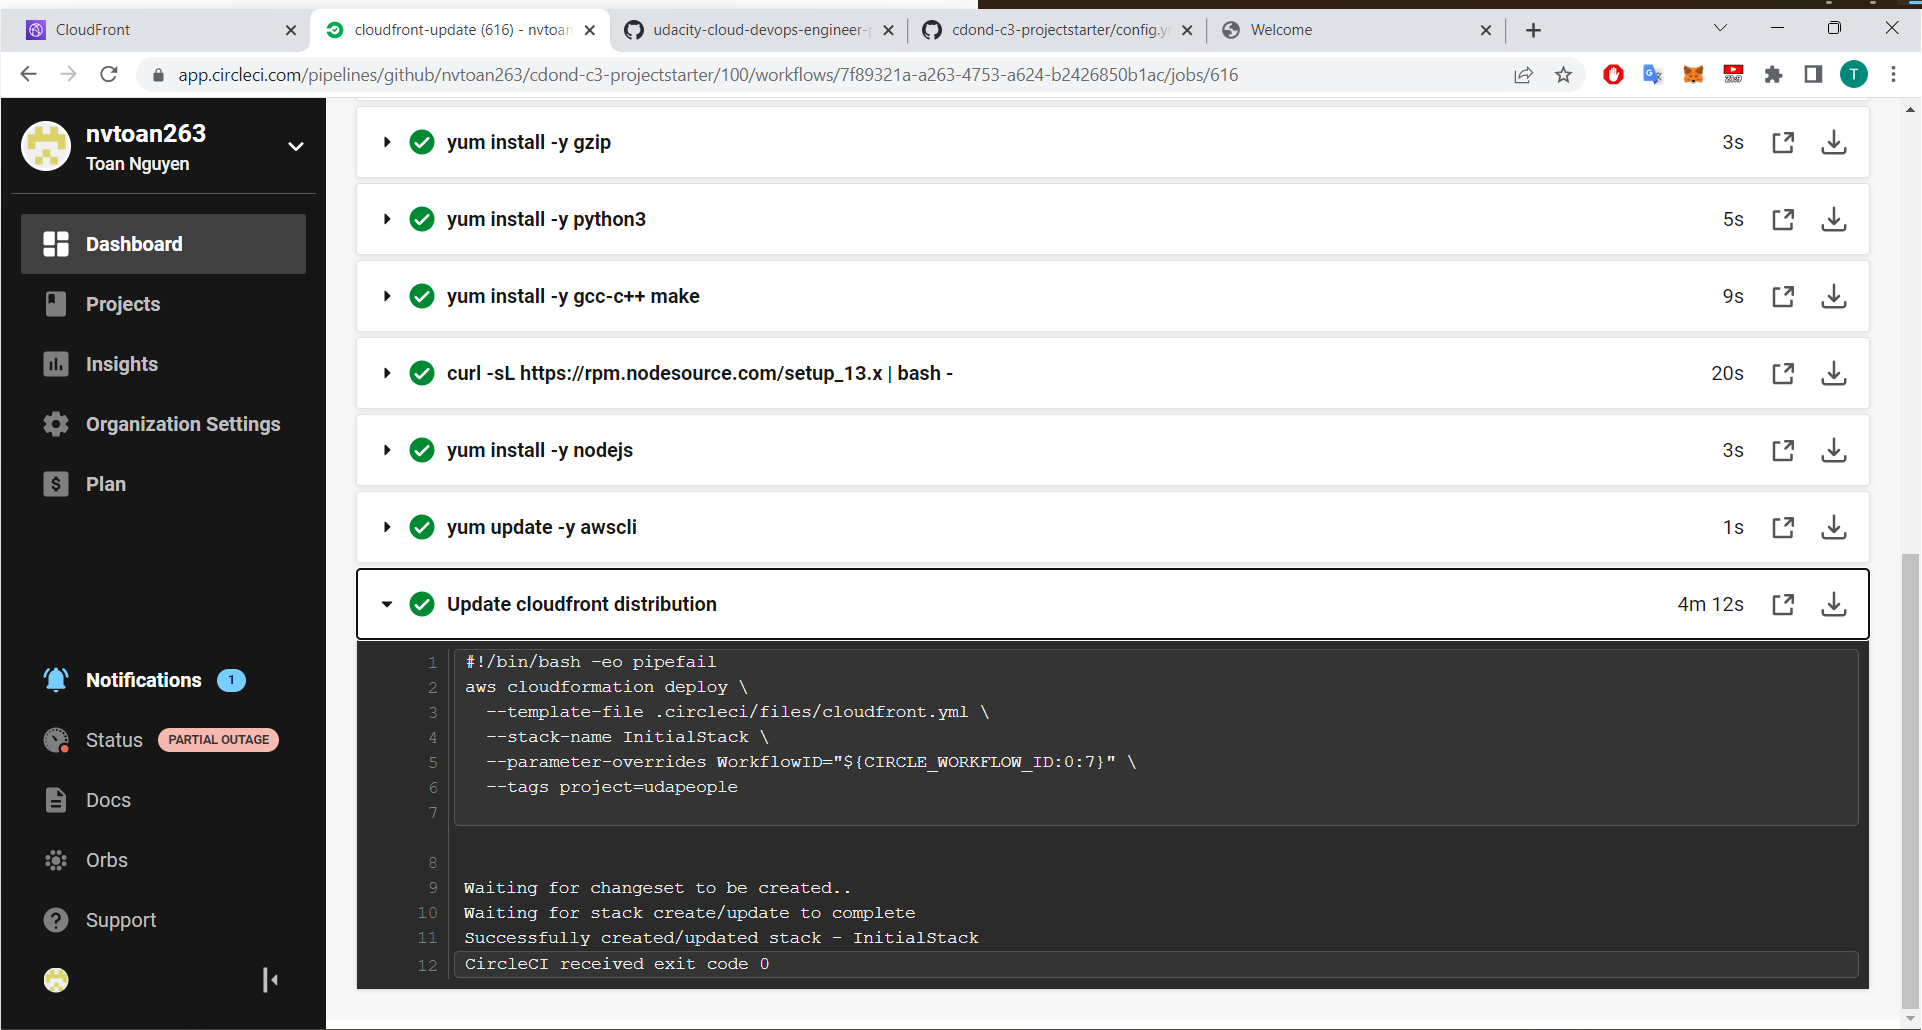 CloudFront
cloudfront-update (616) - nvtoan
udacity-cloud-devops-engineer-
cdond-c3-projectstarter/config.y
Welcome
app.circleci.com/pipelines/github/nvtoan263/cdond-c3-projectstarter/100/workflows/7f89321a-a263-4753-a624-b2426850b1ac/jobs/616
T
nvtoan263
Toan Nguyen
Dashboard
Projects
Insights
Organization Settings
Plan
Notifications 1
Status PARTIAL OUTAGE
Docs
Orbs
Support
yum install -y gzip 3s
yum install -y python3 5s
yum install -y gcc-c++ make 9s
curl -sL https://rpm.nodesource.com/setup_13.x | bash - 20s
yum install -y nodejs 3s
yum update -y awscli 1s
Update cloudfront distribution 4m 12s
1 #!/bin/bash -eo pipefail
2 aws cloudformation deploy \
3 --template-file .circleci/files/cloudfront.yml \
4 --stack-name InitialStack \
5 --parameter-overrides WorkflowID="${CIRCLE_WORKFLOW_ID:0:7}" \
6 --tags project=udapeople
7
8
9 Waiting for changeset to be created..
10 Waiting for stack create/update to complete
11 Successfully created/updated stack - InitialStack
12 CircleCI received exit code 0